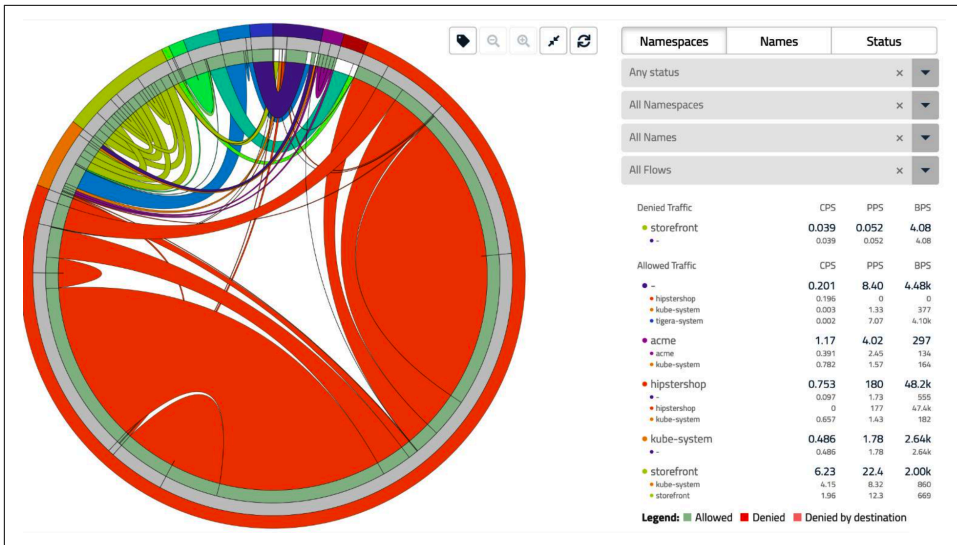 Namespaces Names Status
Any status ×
All Namespaces ×
All Names ×
All Flows ×
Denied Traffic CPS PPS BPS
storefront 0.039 0.052 4.08
- 0.039 0.052 4.08
Allowed Traffic CPS PPS BPS
- 0.201 8.40 4.48k
hipstershop 0.196 0 0
kube-system 0.003 1.33 377
tigera-system 0.002 7.07 4.10k
acme 1.17 4.02 297
acme 0.391 2.45 134
kube-system 0.782 1.57 164
hipstershop 0.753 180 48.2k
- 0.097 1.73 555
hipstershop 0 177 47.4k
kube-system 0.657 1.43 182
kube-system 0.486 1.78 2.64k
- 0.486 1.78 2.64k
storefront 6.23 22.4 2.00k
kube-system 4.15 8.32 860
storefront 1.96 12.3 669
Legend: Allowed Denied Denied by destination